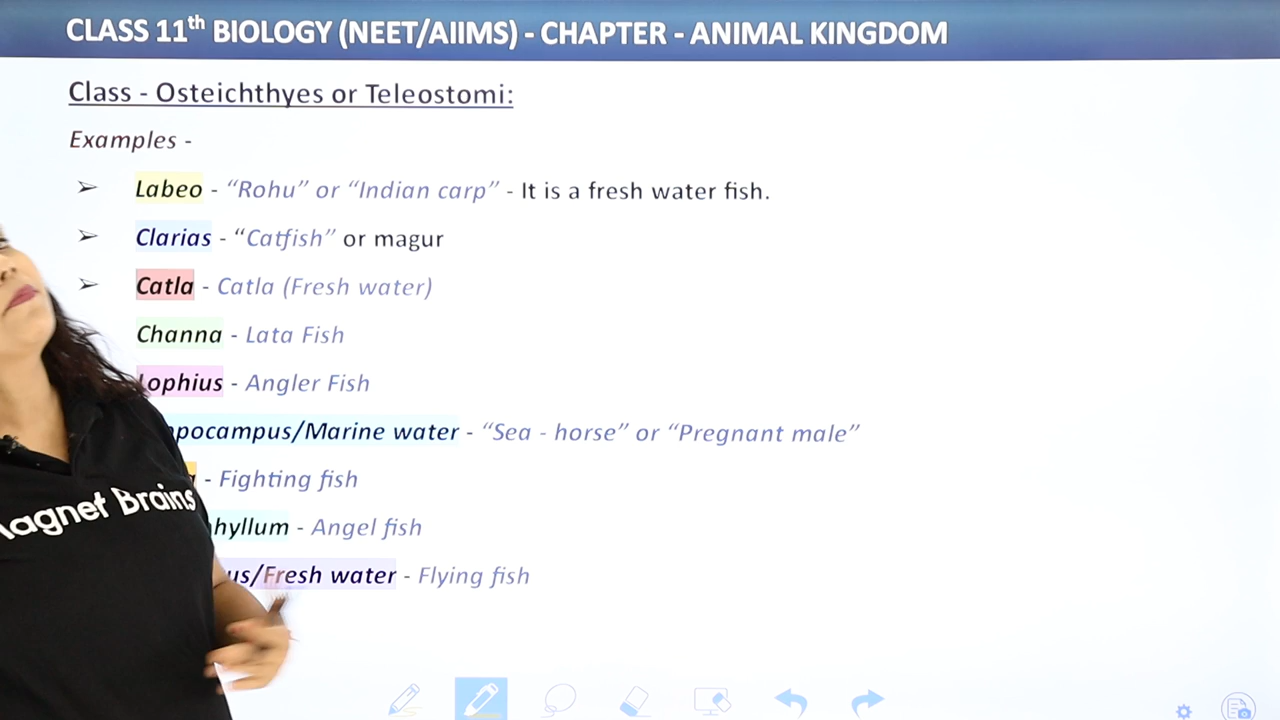 CLASS 11th BIOLOGY (NEET/AIIMS) - CHAPTER - ANIMAL KINGDOM
Class - Osteichthyes or Teleostomi:
Examples -
➢ Labeo - “Rohu” or “Indian carp” - It is a fresh water fish.
➢ Clarias - “Catfish” or magur
➢ Catla - Catla (Fresh water)
Channa - Lata Fish
Lophius - Angler Fish
ppocampus/Marine water - “Sea - horse” or “Pregnant male”
- Fighting fish
hyllum - Angel fish
us/Fresh water - Flying fish
Magnet Brains